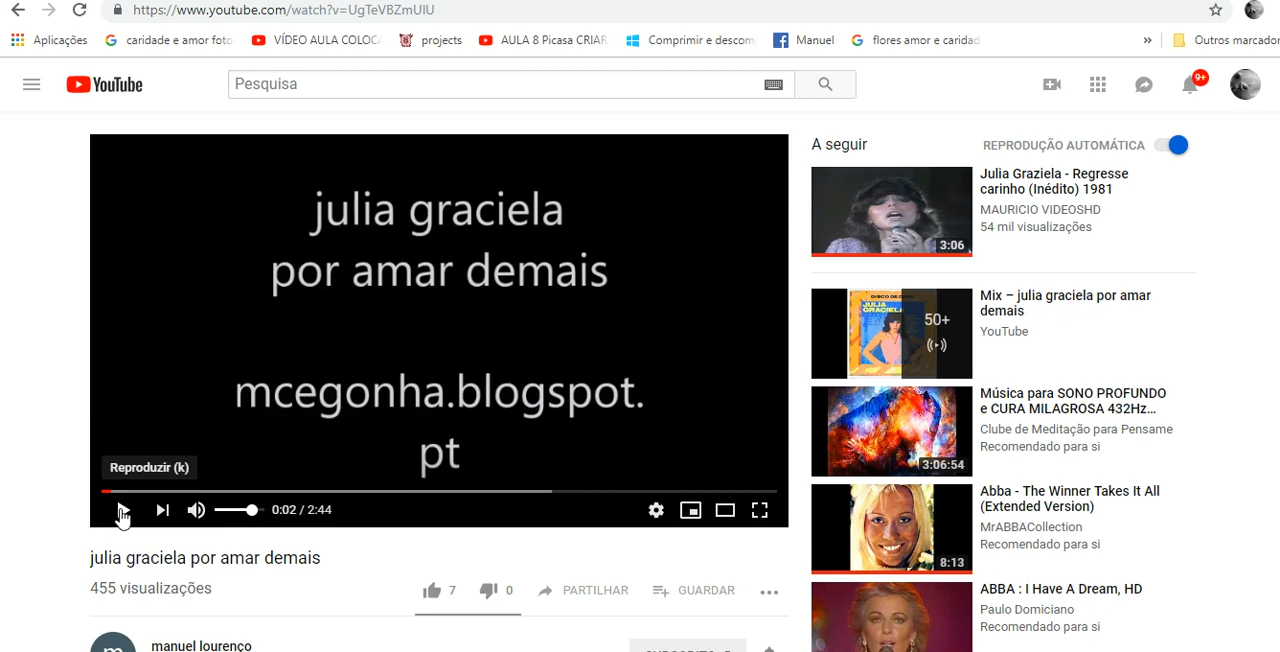 https://www.youtube.com/watch?v=UgTeVBZmUIU
Aplicações
caridade e amor foto
VÍDEO AULA COLOCA
projects
AULA 8 Picasa CRIAR
Comprimir e descom
Manuel
flores amor e caridad
»
Outros marcador
YouTube
Pesquisa
9+
julia graciela
por amar demais
mcegonha.blogspot.
pt
Reproduzir (k)
0:02 / 2:44
julia graciela por amar demais
455 visualizações
7
0
PARTILHAR
GUARDAR
manuel lourenço
A seguir
REPRODUÇÃO AUTOMÁTICA
Julia Graziela - Regresse
carinho (Inédito) 1981
MAURICIO VIDEOSHD
54 mil visualizações
3:06
DISCO DE OURO
JULIA
GRACIELA
50+
Mix – julia graciela por amar
demais
YouTube
Música para SONO PROFUNDO
e CURA MILAGROSA 432Hz...
Clube de Meditação para Pensame
Recomendado para si
3:06:54
Abba - The Winner Takes It All
(Extended Version)
MrABBACollection
Recomendado para si
8:13
ABBA : I Have A Dream, HD
Paulo Domiciano
Recomendado para si